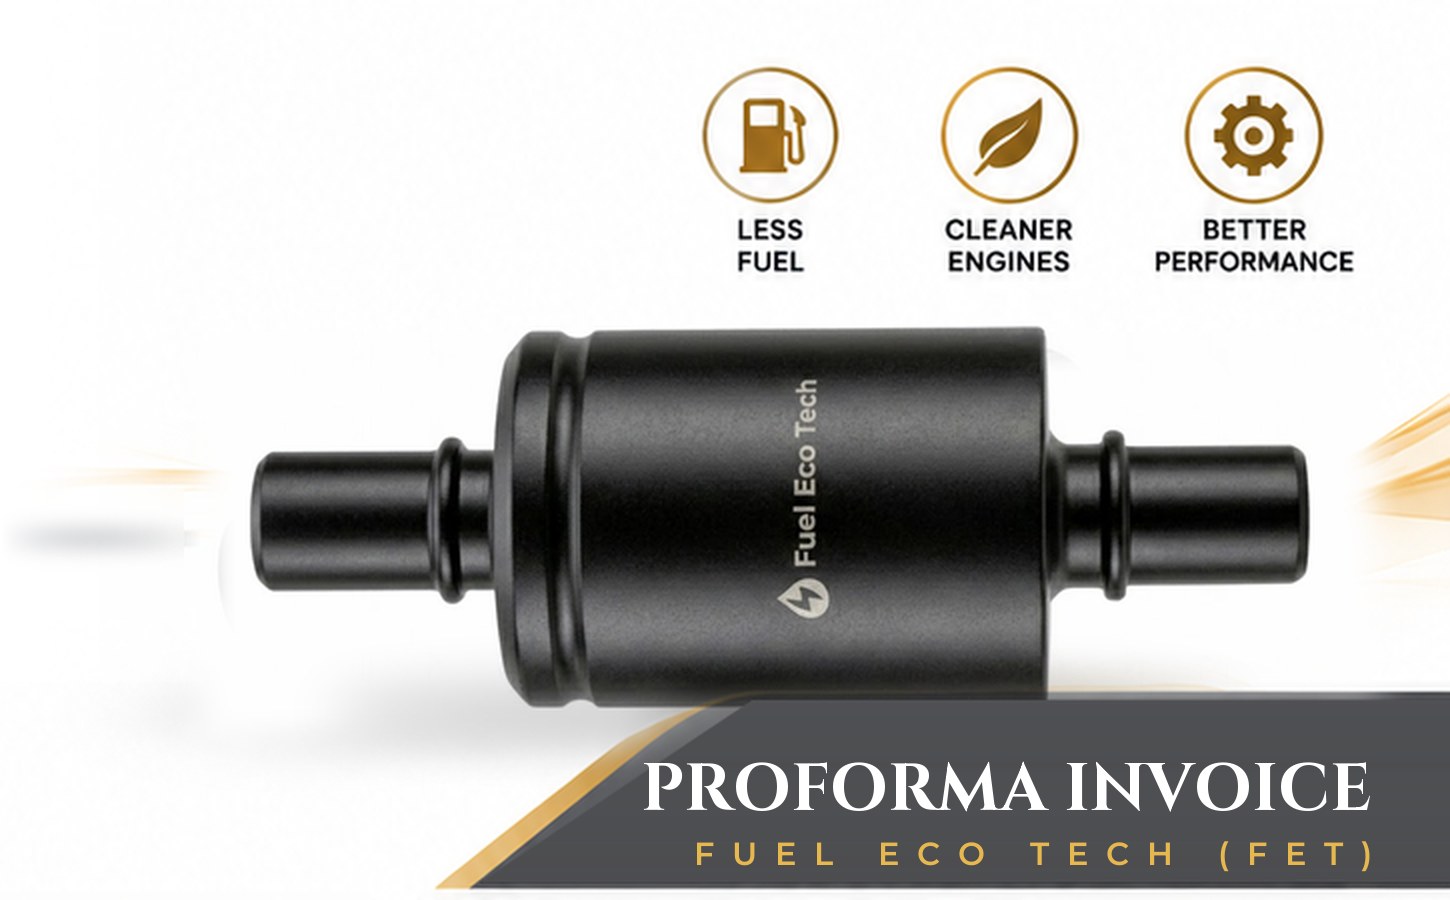 LESS
FUEL
CLEANER
ENGINES
BETTER
PERFORMANCE
Fuel Eco Tech
PROFORMA INVOICE
FUEL ECO TECH (FET)